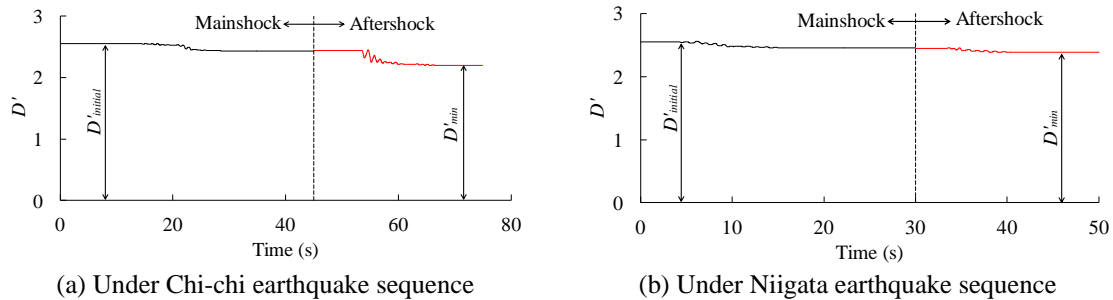 3
2
1
0
D'
Mainshock
Aftershock
D'initial
D'min
0
20
40
60
80
Time (s)
(a) Under Chi-chi earthquake sequence
3
2
1
0
D'
Mainshock
Aftershock
D'initial
D'min
0
10
20
30
40
50
Time (s)
(b) Under Niigata earthquake sequence